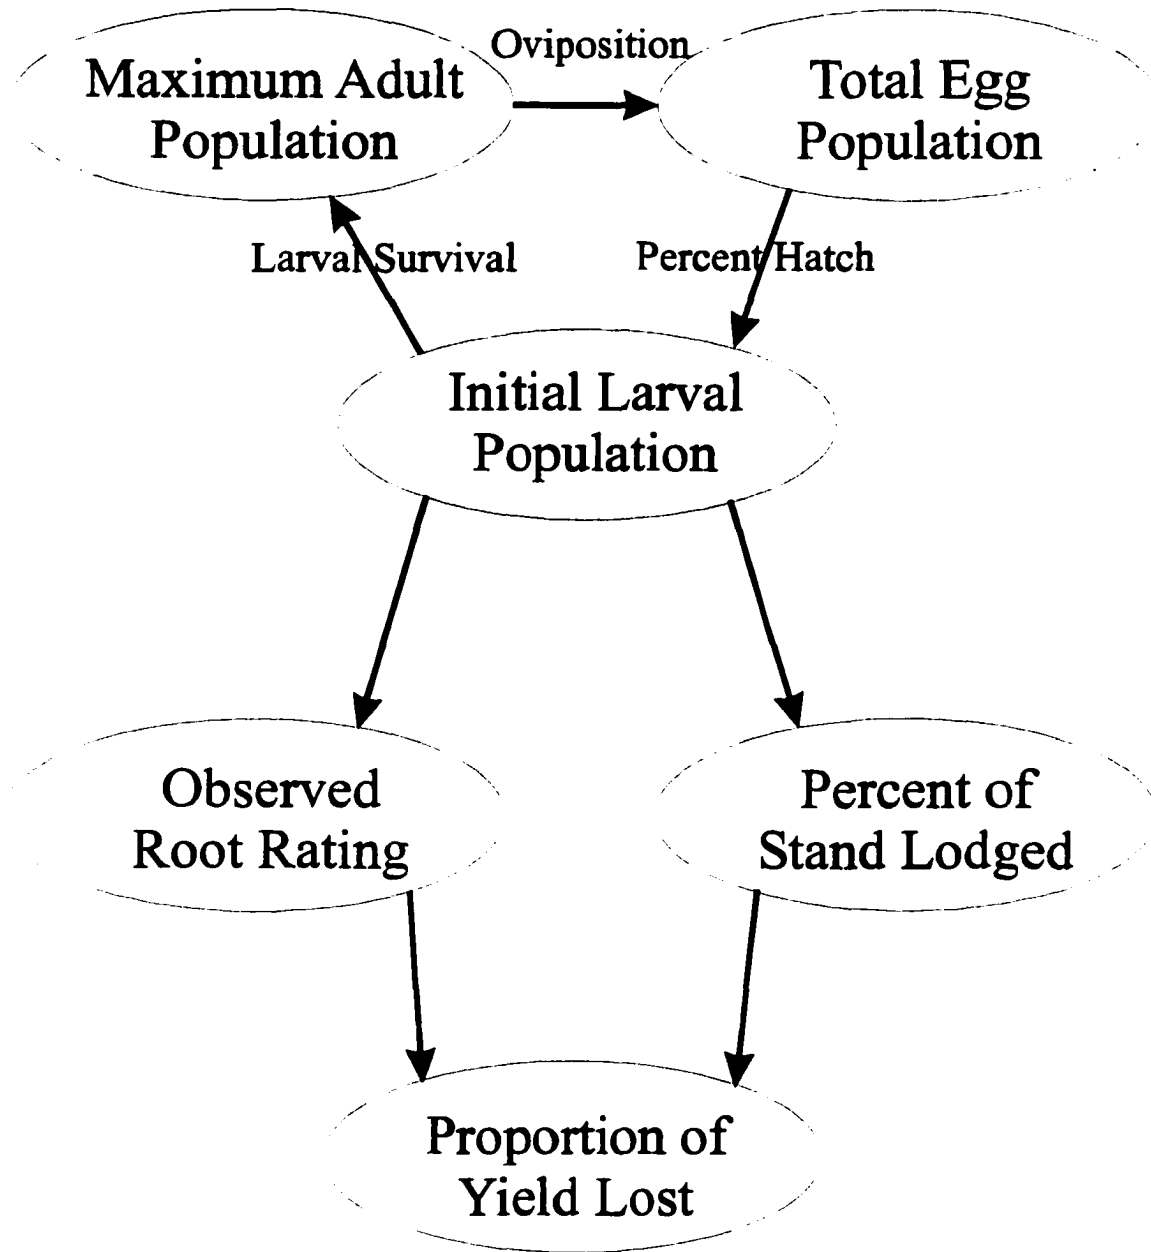 Oviposition
Maximum Adult
Population
Total Egg
Population
Larval Survival
Percent Hatch
Initial Larval
Population
Observed
Root Rating
Percent of
Stand Lodged
Proportion of
Yield Lost